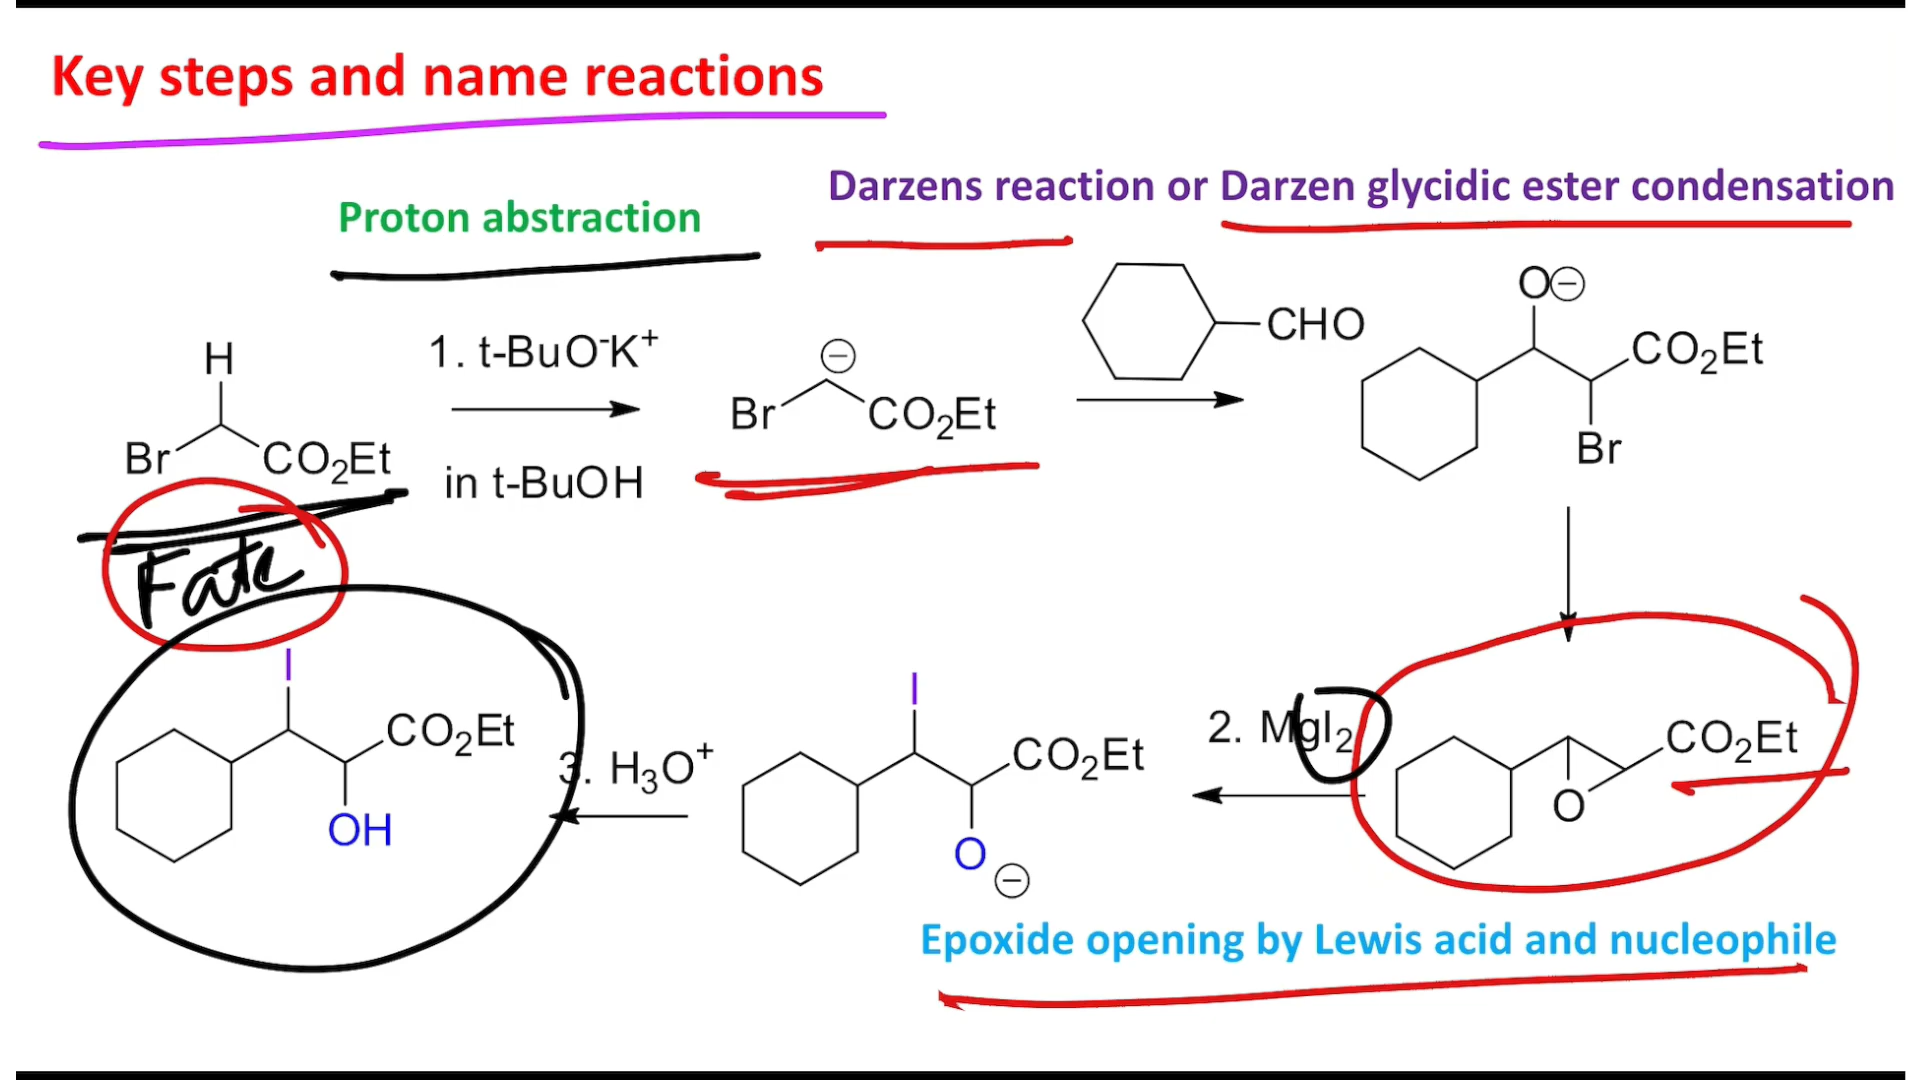 Key steps and name reactions
Darzens reaction or Darzen glycidic ester condensation
Proton abstraction
H
Br
CO₂Et
1. t-BuO⁻K⁺
in t-BuOH
⊖
Br
CO₂Et
CHO
O⊖
CO₂Et
Br
Fate
I
CO₂Et
OH
3. H₃O⁺
I
CO₂Et
O
⊖
2. MgI₂
CO₂Et
O
Epoxide opening by Lewis acid and nucleophile